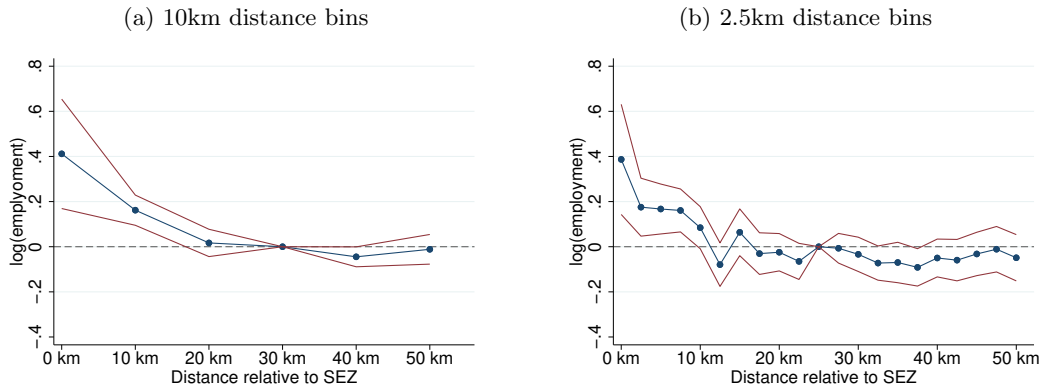 (a) 10km distance bins
log(emplyoment)
.8
.6
.4
.2
0
-.2
-.4
0 km 10 km 20 km 30 km 40 km 50 km
Distance relative to SEZ
(b) 2.5km distance bins
log(employment)
.8
.6
.4
.2
0
-.2
-.4
0 km 10 km 20 km 30 km 40 km 50 km
Distance relative to SEZ